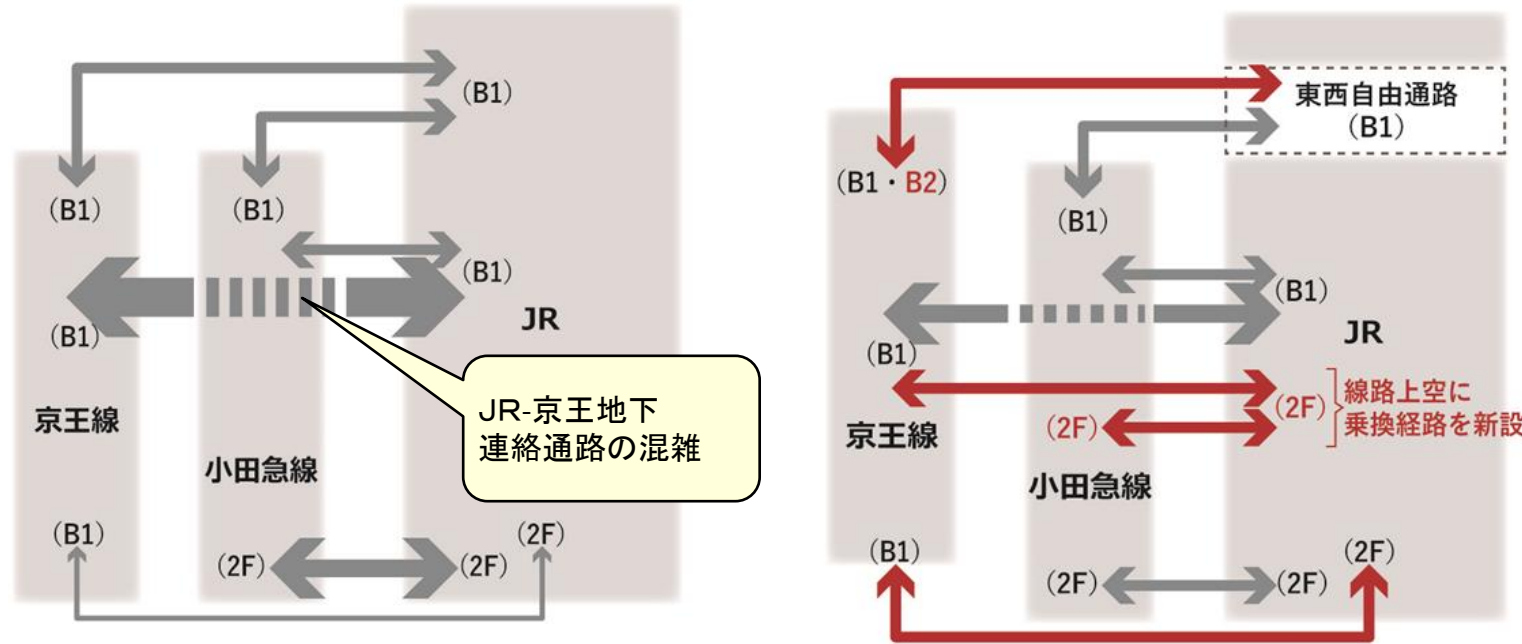 (B1)
(B1)
(B1)
(B1)
(B1)
JR
JR-京王地下
連絡通路の混雑
京王線
小田急線
(B1)
(2F)
(2F)
(2F)
東西自由通路
(B1)
(B1・B2)
(B1)
(B1)
JR
(B1)
(2F)
線路上空に
乗換経路を新設
(2F)
京王線
小田急線
(B1)
(2F)
(2F)
(2F)